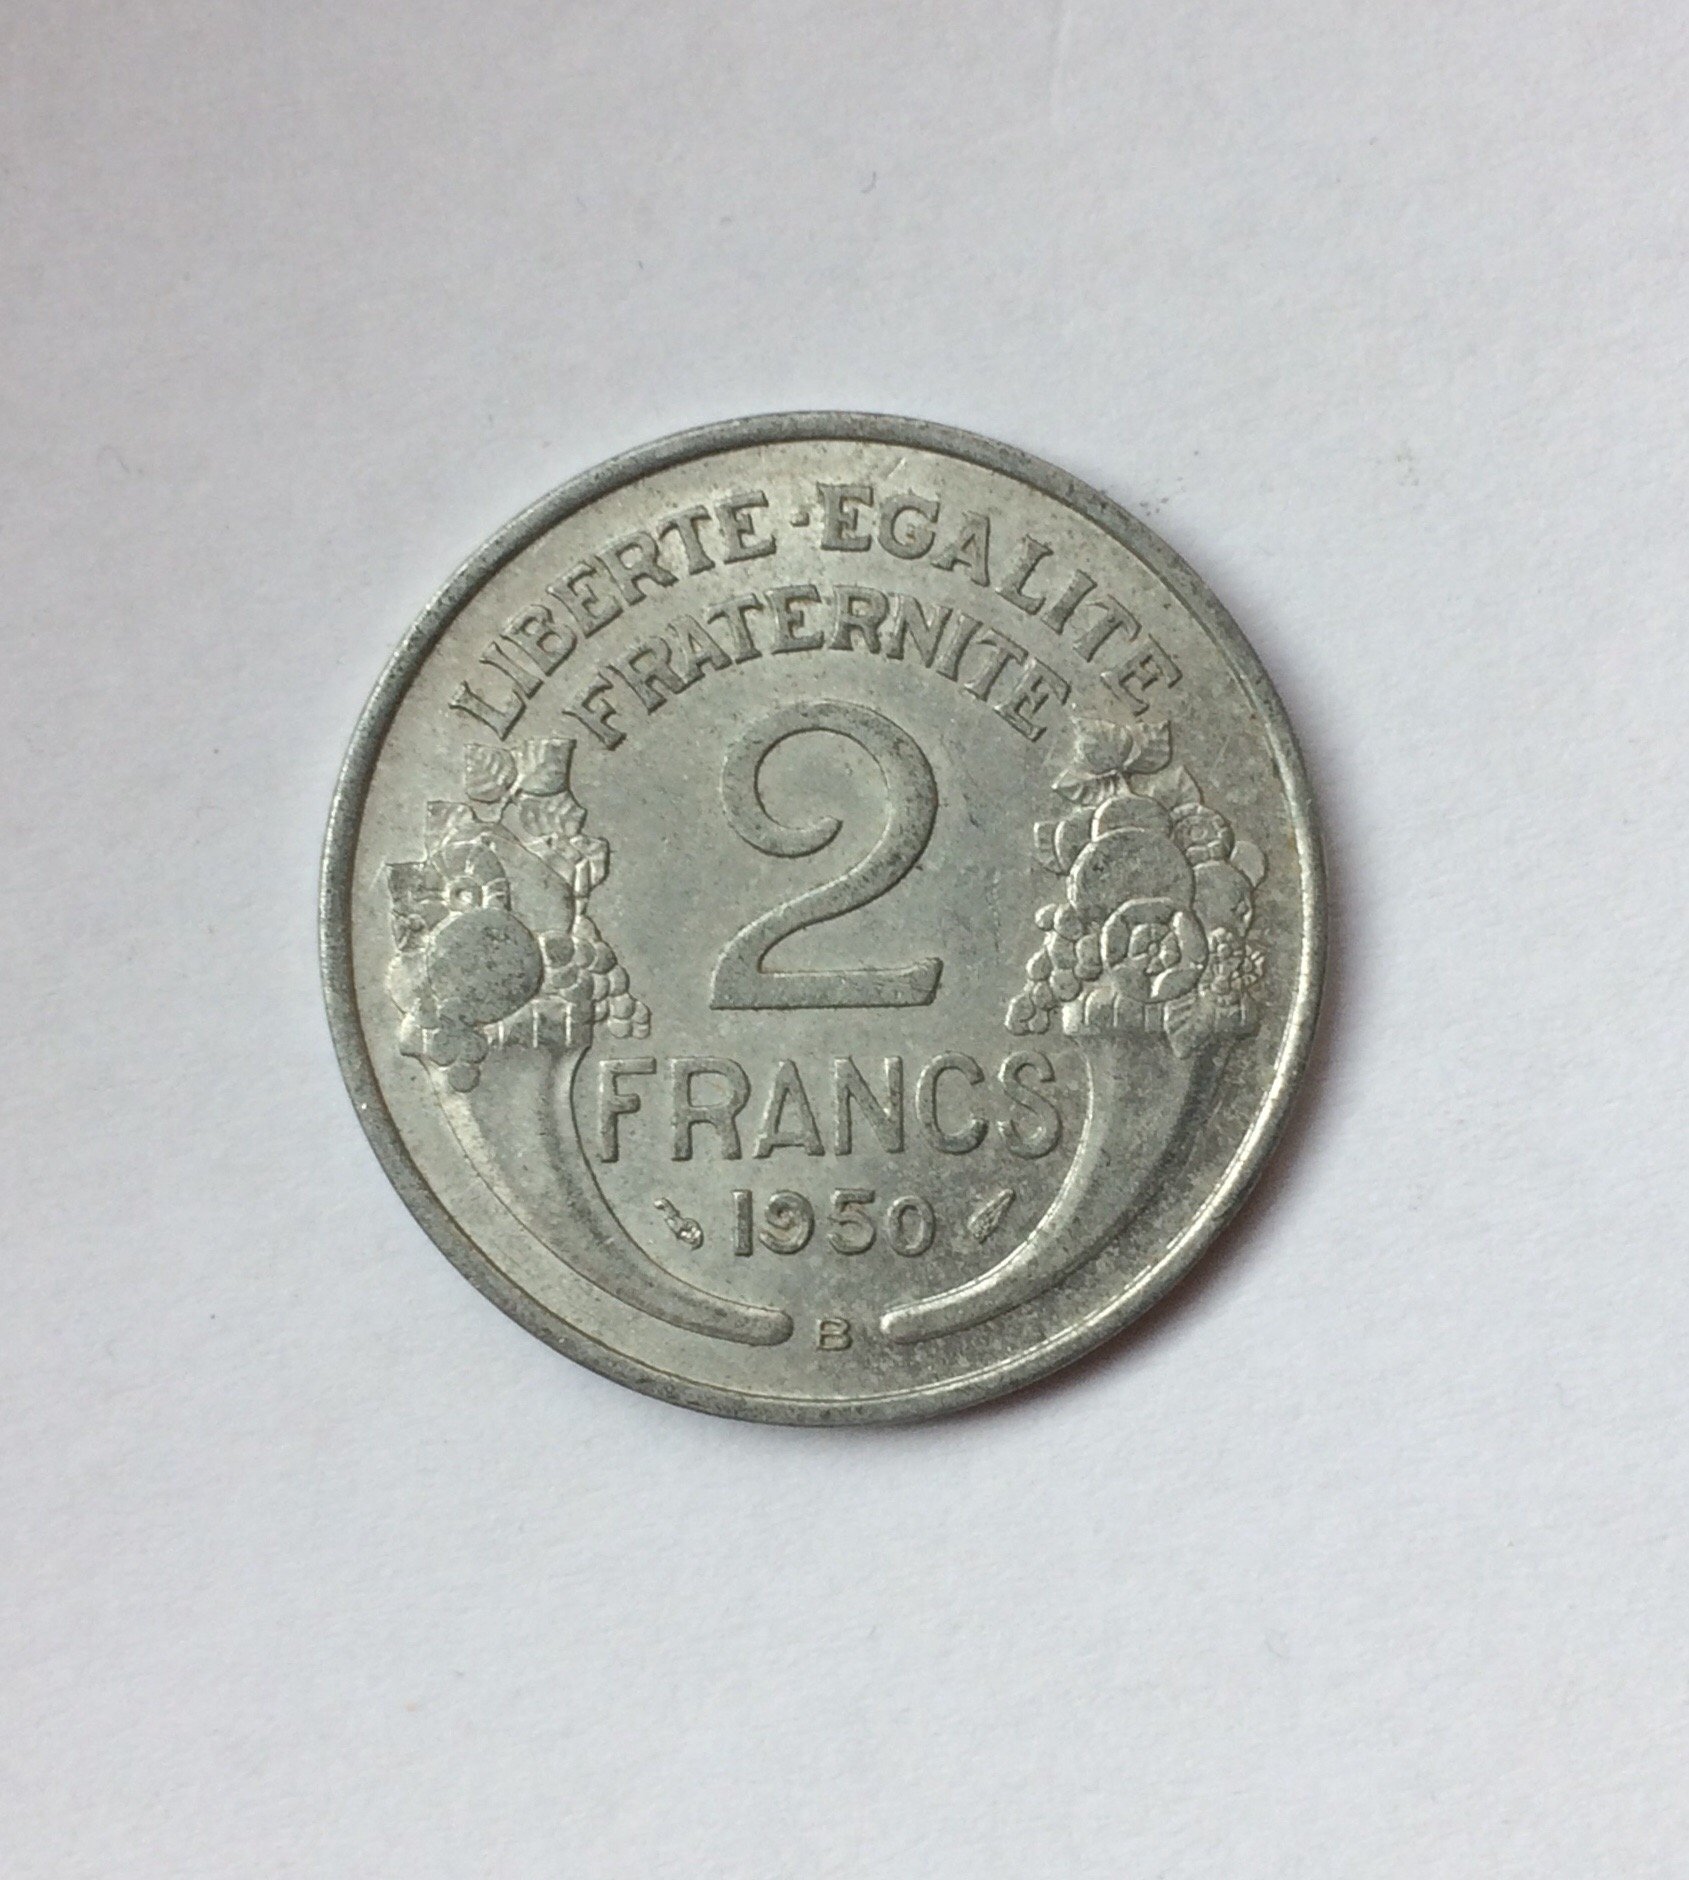 LIBERTE·EGALITE
FRATERNITE
2
FRANCS
1950
B